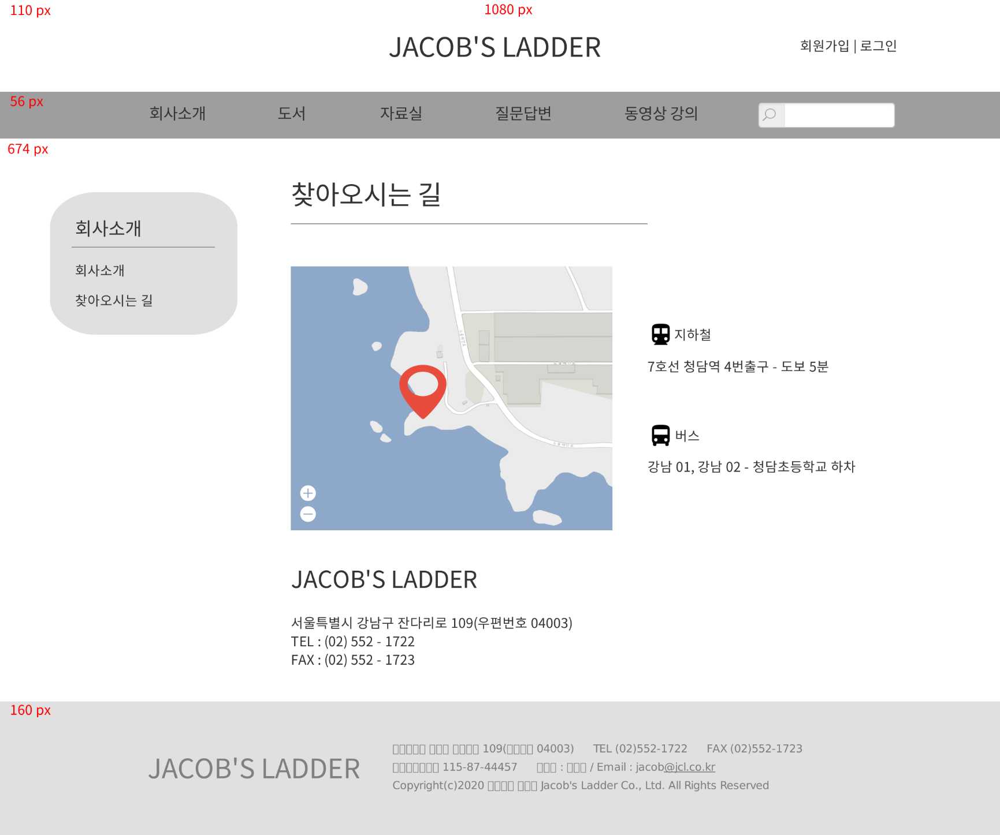 110 px
1080 px
JACOB'S LADDER
회원가입 | 로그인
56 px
회사소개 도서 자료실 질문답변 동영상 강의
674 px
찾아오시는 길
회사소개
회사소개
찾아오시는 길
지하철
7호선 청담역 4번출구 - 도보 5분
버스
강남 01, 강남 02 - 청담초등학교 하차
JACOB'S LADDER
서울특별시 강남구 잔다리로 109(우편번호 04003)
TEL : (02) 552 - 1722
FAX : (02) 552 - 1723
160 px
JACOB'S LADDER
109( 04003) TEL (02)552-1722 FAX (02)552-1723
115-87-44457 : / Email : jacob@jcl.co.kr
Copyright(c)2020 Jacob's Ladder Co., Ltd. All Rights Reserved